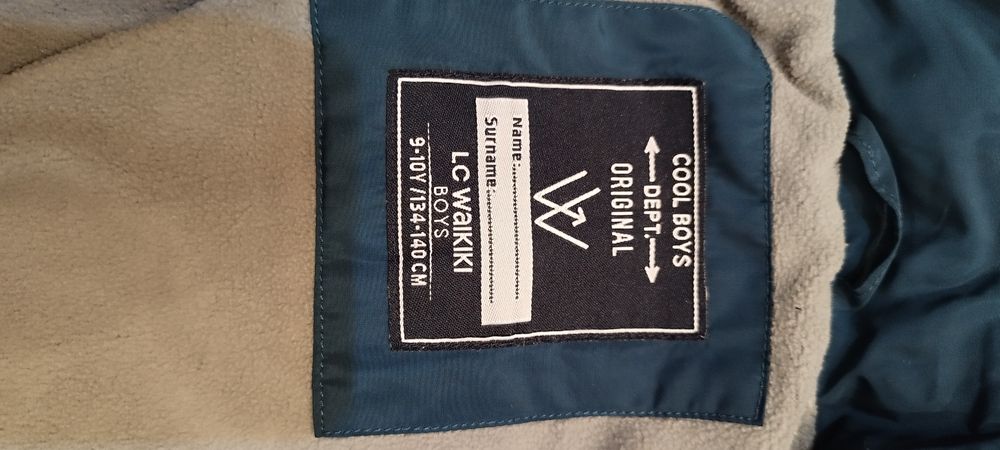 COOL BOYS
DEPT.
ORIGINAL
Name:
Surname:
LC WAIKIKI
BOYS
9-10Y/134-140 CM